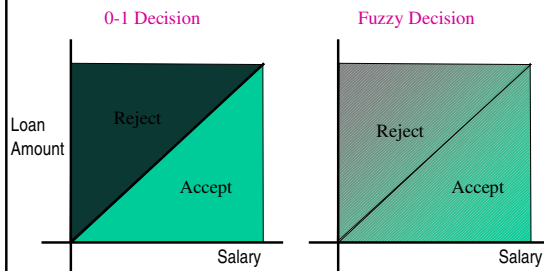 0-1 Decision
Fuzzy Decision
Reject
Reject
Loan
Amount
Accept
Accept
Salary
Salary